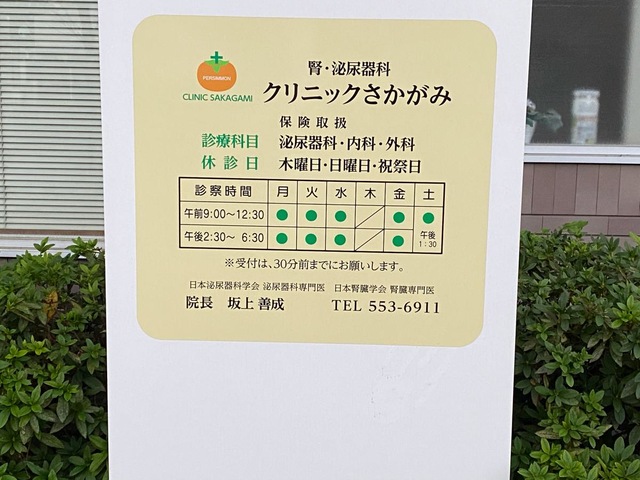 腎・泌尿器科
PERSIMMON
CLINIC SAKAGAMI
クリニックさかがみ
保険取扱
診療科目 泌尿器科・内科・外科
休診日 木曜日・日曜日・祝祭日
診察時間 月 火 水 木 金 土
午前9:00〜12:30 ● ● ● ／ ● ●
午後2:30〜 6:30 ● ● ● ／ ● 午後1:30
※受付は、30分前までにお願いします。
日本泌尿器科学会 泌尿器科専門医 日本腎臓学会 腎臓専門医
院長 坂上善成 TEL 553-6911